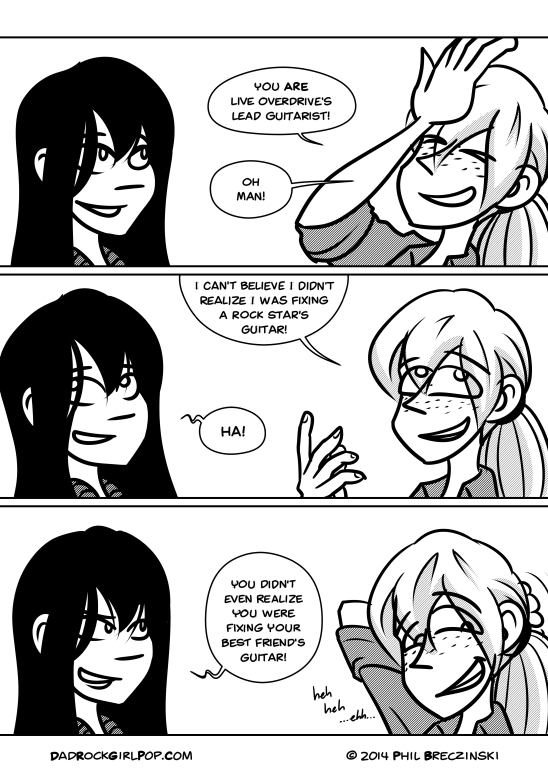 YOU ARE
LIVE OVERDRIVE'S
LEAD GUITARIST!
OH
MAN!
I CAN'T BELIEVE I DIDN'T
REALIZE I WAS FIXING
A ROCK STAR'S
GUITAR!
HA!
YOU DIDN'T
EVEN REALIZE
YOU WERE
FIXING YOUR
BEST FRIEND'S
GUITAR!
heh
heh
...ehh...
DADROCKGIRLPOP.COM
© 2014 PHIL BRECZINSKI